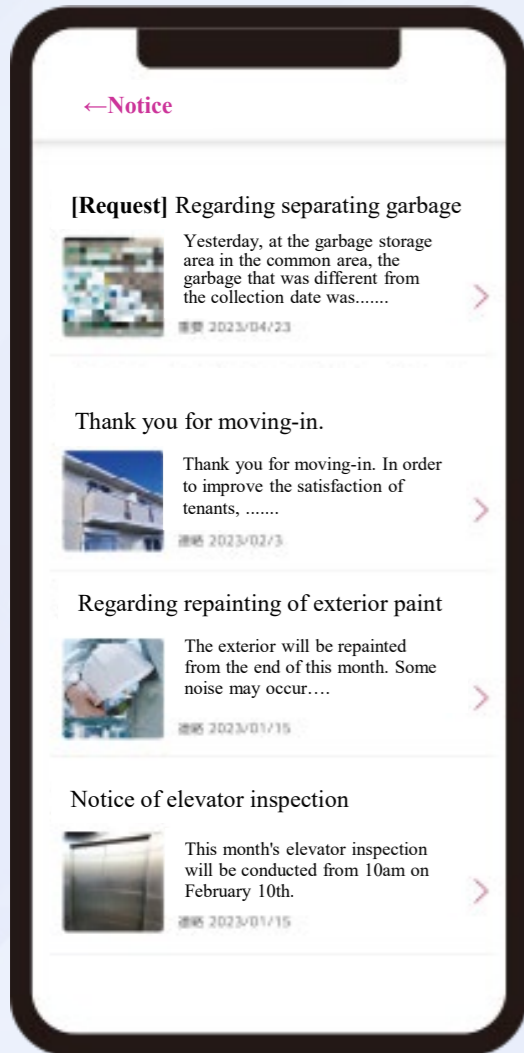 ←Notice
[Request] Regarding separating garbage
Yesterday, at the garbage storage
area in the common area, the
garbage that was different from
the collection date was.......
重要 2023/04/23
Thank you for moving-in.
Thank you for moving-in. In order
to improve the satisfaction of
tenants, .......
連絡 2023/02/3
Regarding repainting of exterior paint
The exterior will be repainted
from the end of this month. Some
noise may occur….
連絡 2023/01/15
Notice of elevator inspection
This month's elevator inspection
will be conducted from 10am on
February 10th.
連絡 2023/01/15